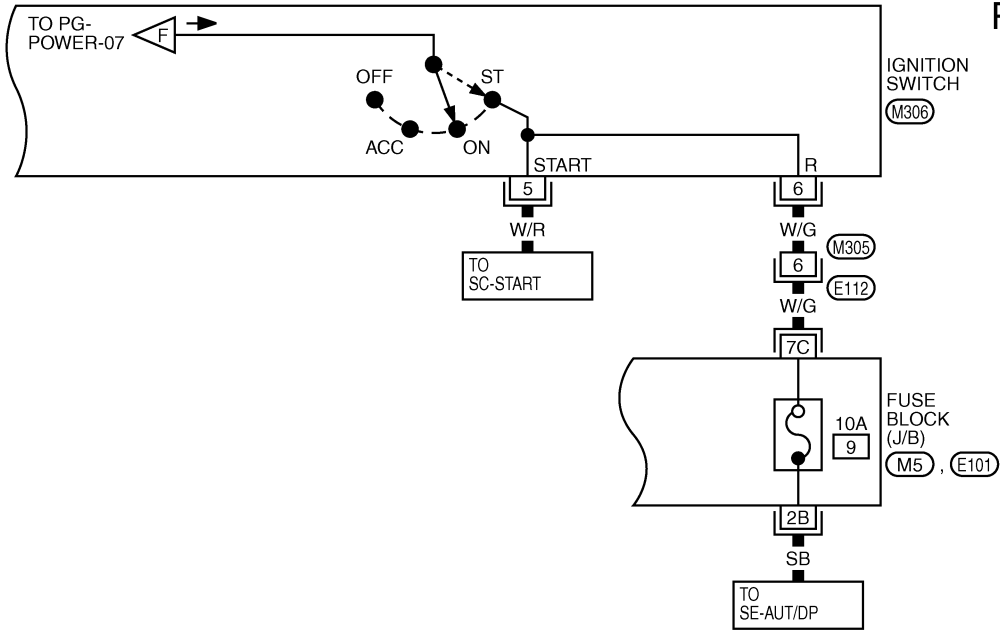 TO PG-
POWER-07
F
OFF
ACC
ON
ST
IGNITION
SWITCH
M306
START
R
5
6
W/R
W/G
TO
SC-START
M305
6
E112
W/G
7C
FUSE
BLOCK
(J/B)
M5 , E101
10A
9
2B
SB
TO
SE-AUT/DP